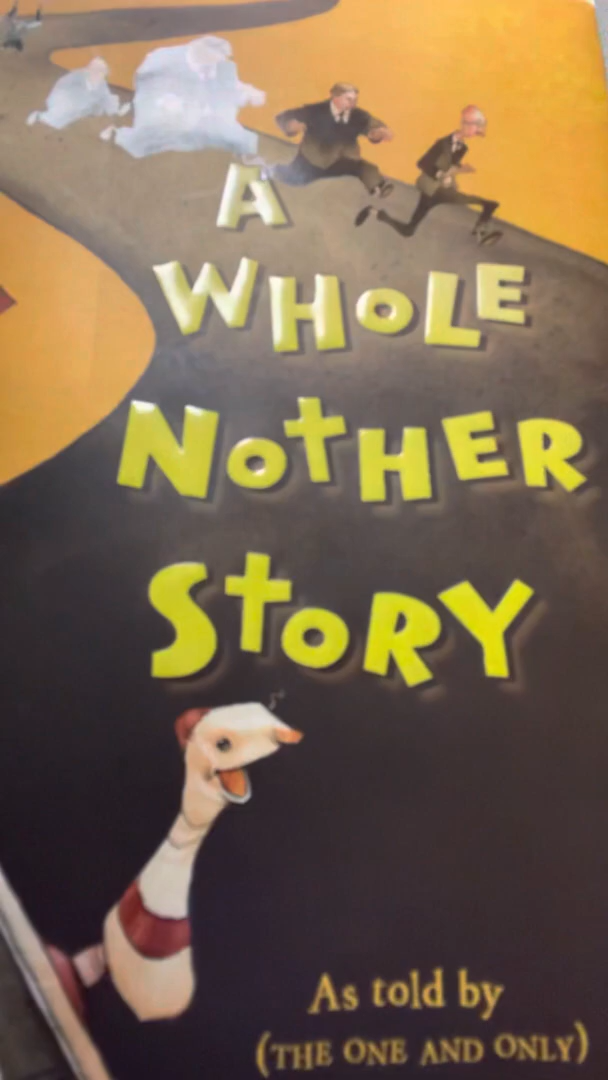 A
WHOLE
NOTHER
STORY
As told by
(THE ONE AND ONLY)